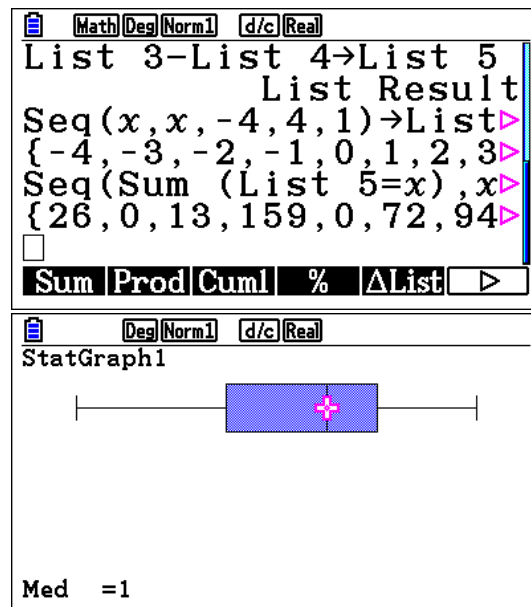 Math Deg Norm1 d/c Real
List 3−List 4→List 5
List Result
Seq(x,x,-4,4,1)→List
{-4,-3,-2,-1,0,1,2,3
Seq(Sum (List 5=x),x
{26,0,13,159,0,72,94
Sum Prod Cuml % ΔList ▷
Deg Norm1 d/c Real
StatGraph1
Med =1